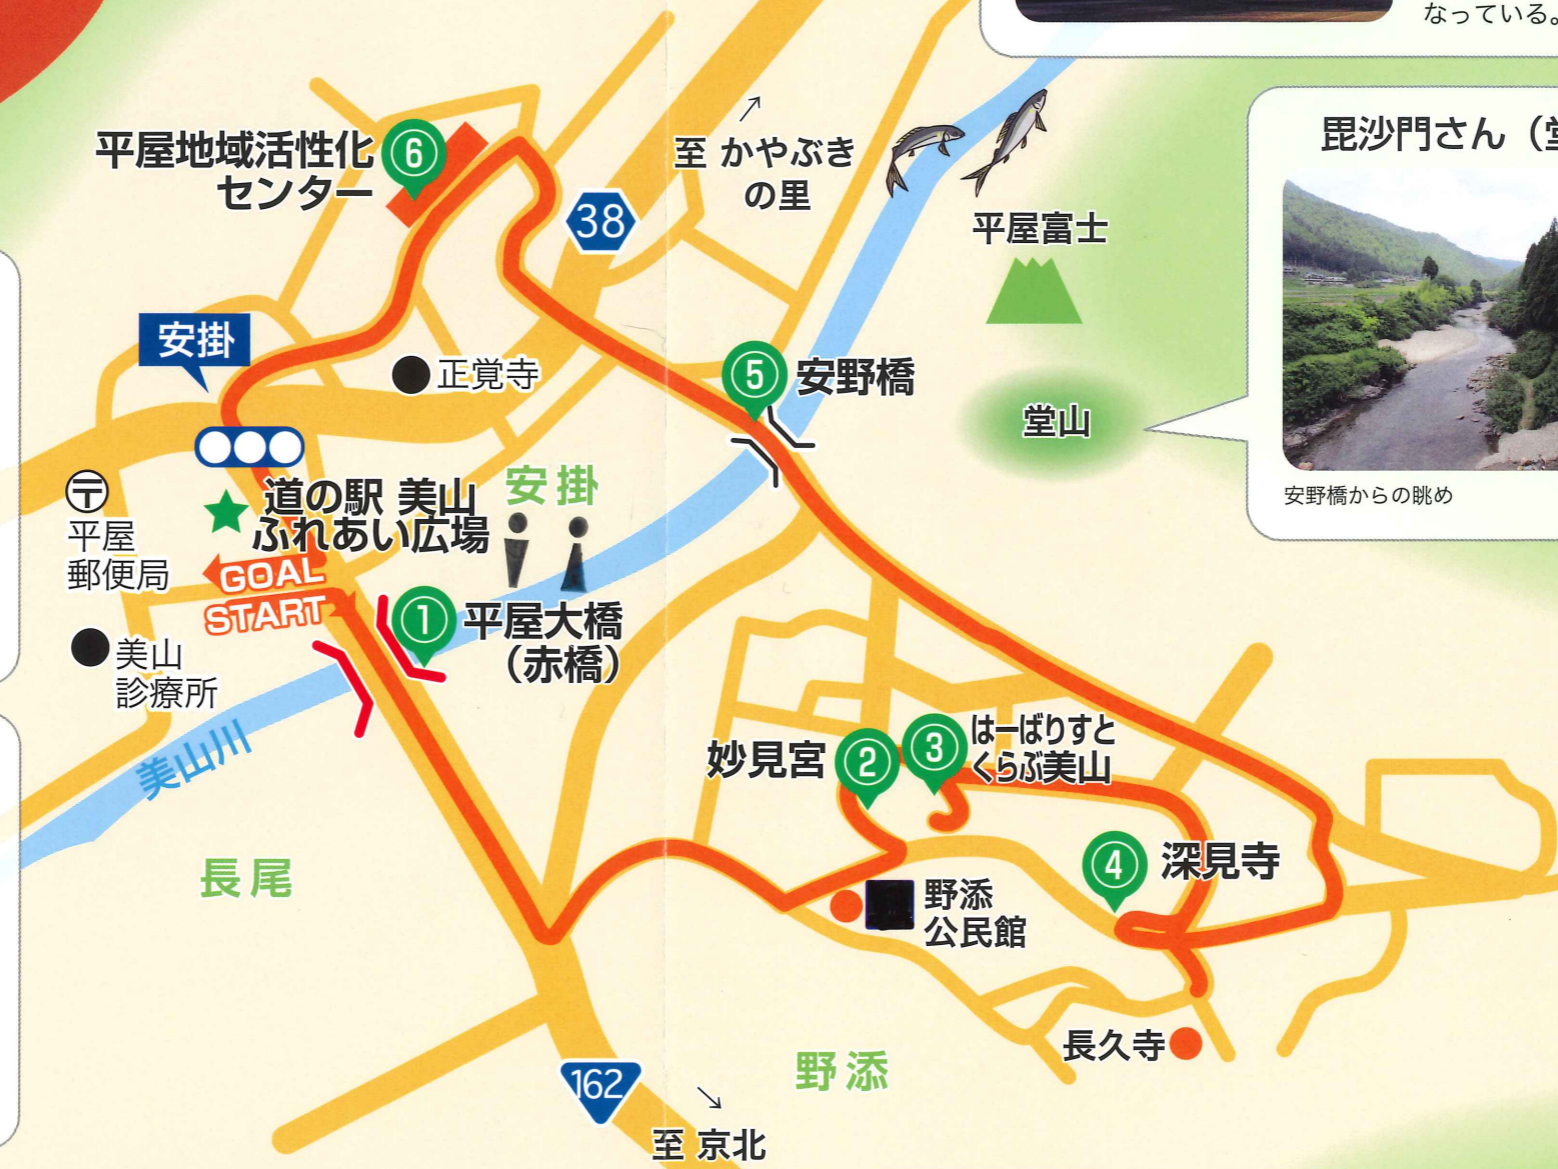 なっている。
毘沙門さん（堂
平屋地域活性化
センター
6
38
至 かやぶき
の里
平屋富士
安掛
正覚寺
5
安野橋
堂山
安野橋からの眺め
〒
平屋
郵便局
道の駅 美山
ふれあい広場
安掛
GOAL
START
1
平屋大橋
（赤橋）
美山
診療所
美山川
妙見宮
2
3
はーばりすと
くらぶ美山
4
深見寺
長尾
野添
公民館
長久寺
野添
162
至 京北